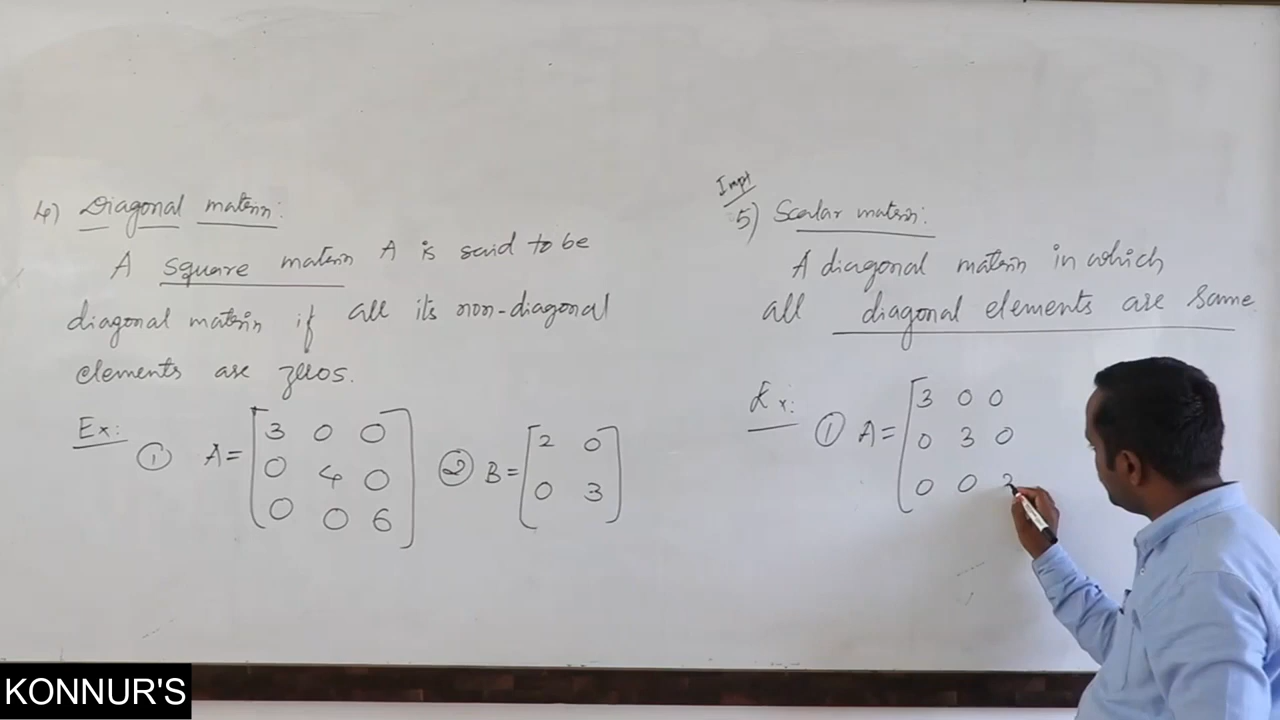 4) Diagonal matrix:
A square matrix A is said to be
diagonal matrix if all its non-diagonal
elements are zeros.
Ex: ① A = [3 0 0
0 4 0
0 0 6]
② B = [2 0
0 3]
Impt
5) Scalar matrix:
A diagonal matrix in which
all diagonal elements are same.
Ex: ① A = [3 0 0
0 3 0
0 0 3
KONNUR'S